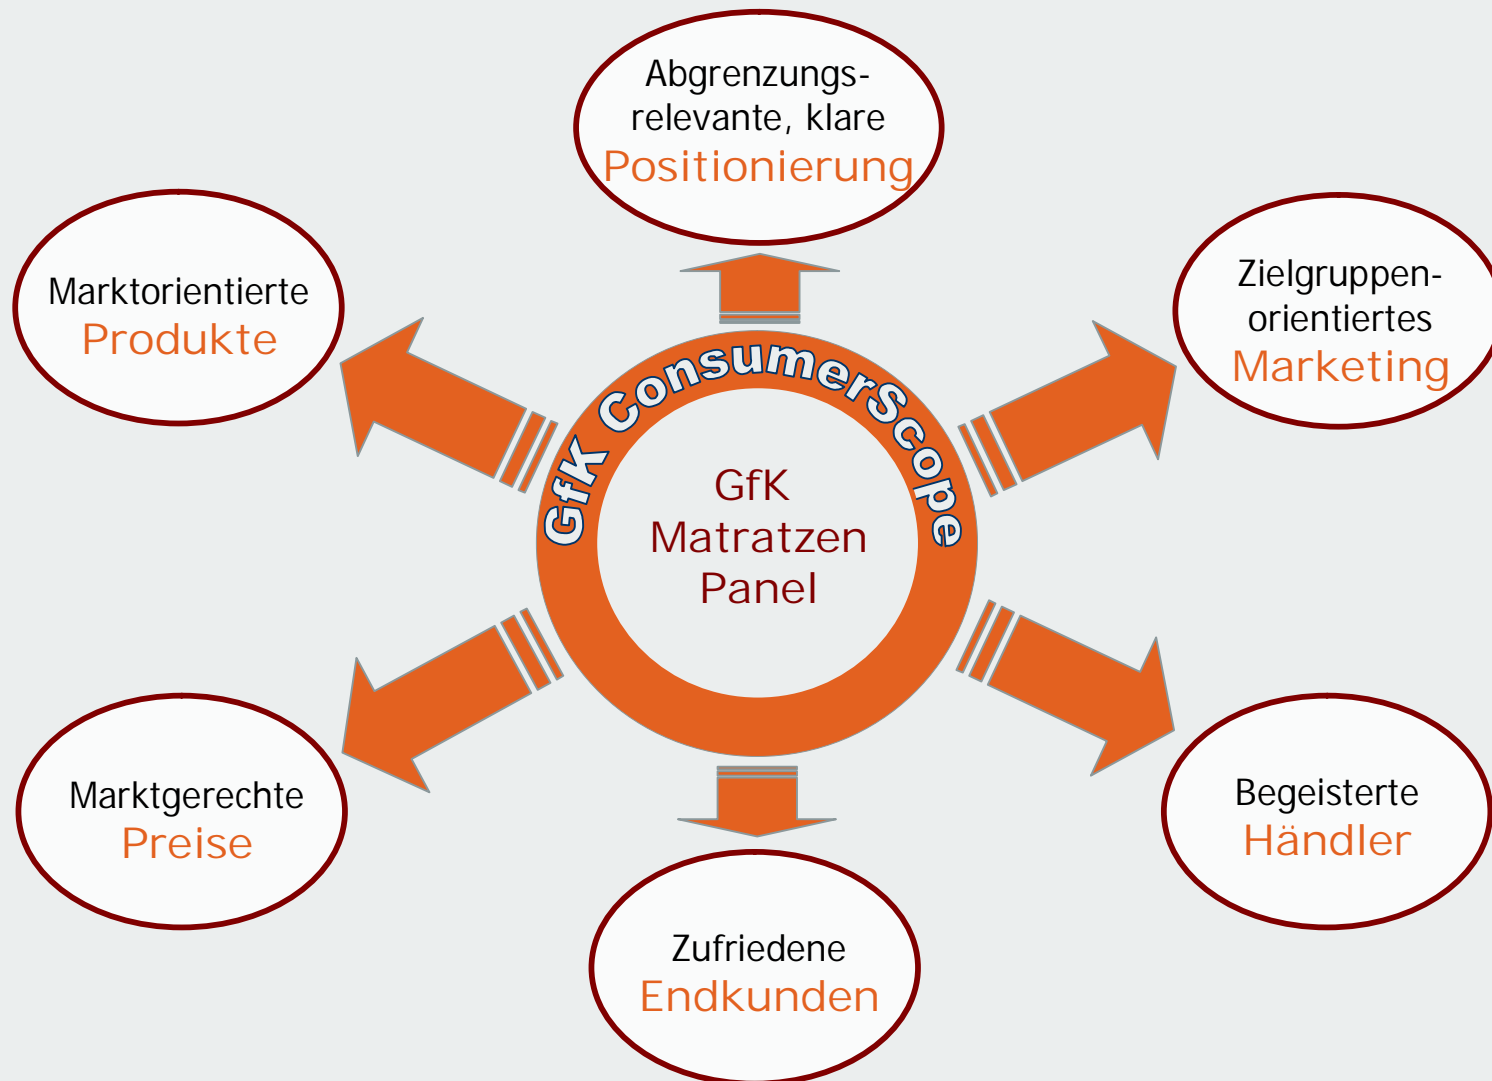 Abgrenzungs-
relevante, klare
Positionierung
Marktorientierte
Produkte
Zielgruppen-
orientiertes
Marketing
GfK ConsumerScope
GfK
Matratzen
Panel
Marktgerechte
Preise
Begeisterte
Händler
Zufriedene
Endkunden